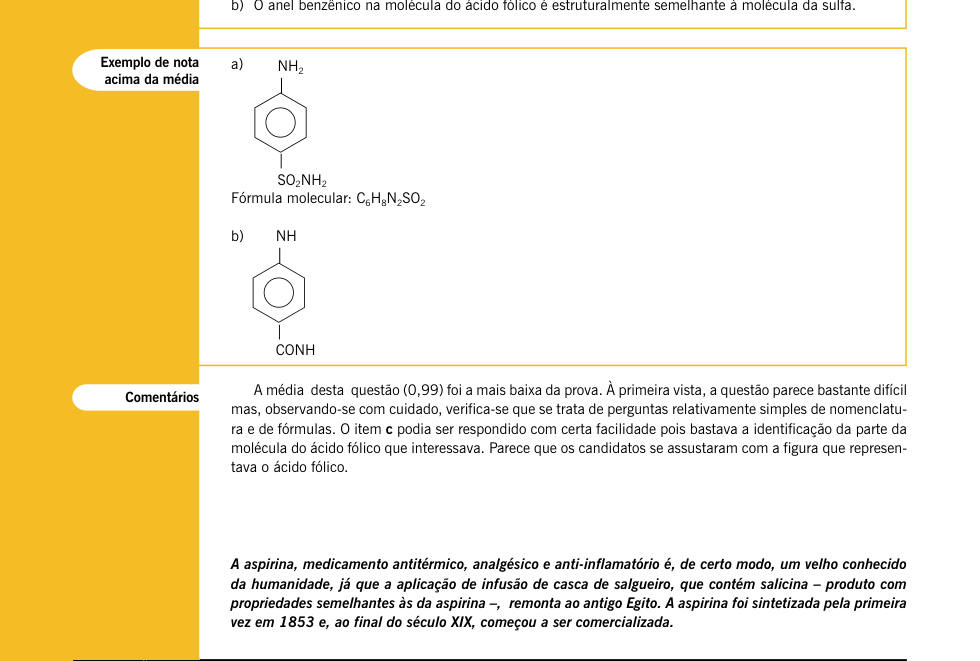 b) O anel benzênico na molécula do ácido fólico é estruturalmente semelhante à molécula da sulfa.
Exemplo de nota
acima da média
a)
NH₂
SO₂NH₂
Fórmula molecular: C₆H₈N₂SO₂
b)
NH
CONH
Comentários
A média desta questão (0,99) foi a mais baixa da prova. À primeira vista, a questão parece bastante difícil
mas, observando-se com cuidado, verifica-se que se trata de perguntas relativamente simples de nomenclatu-
ra e de fórmulas. O item c podia ser respondido com certa facilidade pois bastava a identificação da parte da
molécula do ácido fólico que interessava. Parece que os candidatos se assustaram com a figura que represen-
tava o ácido fólico.
A aspirina, medicamento antitérmico, analgésico e anti-inflamatório é, de certo modo, um velho conhecido
da humanidade, já que a aplicação de infusão de casca de salgueiro, que contém salicina – produto com
propriedades semelhantes às da aspirina –, remonta ao antigo Egito. A aspirina foi sintetizada pela primeira
vez em 1853 e, ao final do século XIX, começou a ser comercializada.